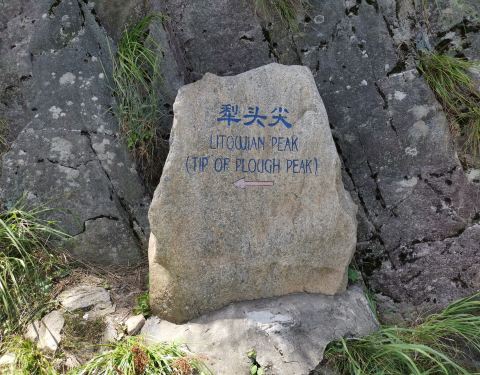 犁头尖
LITOUJIAN PEAK
(TIP OF PLOUGH PEAK)